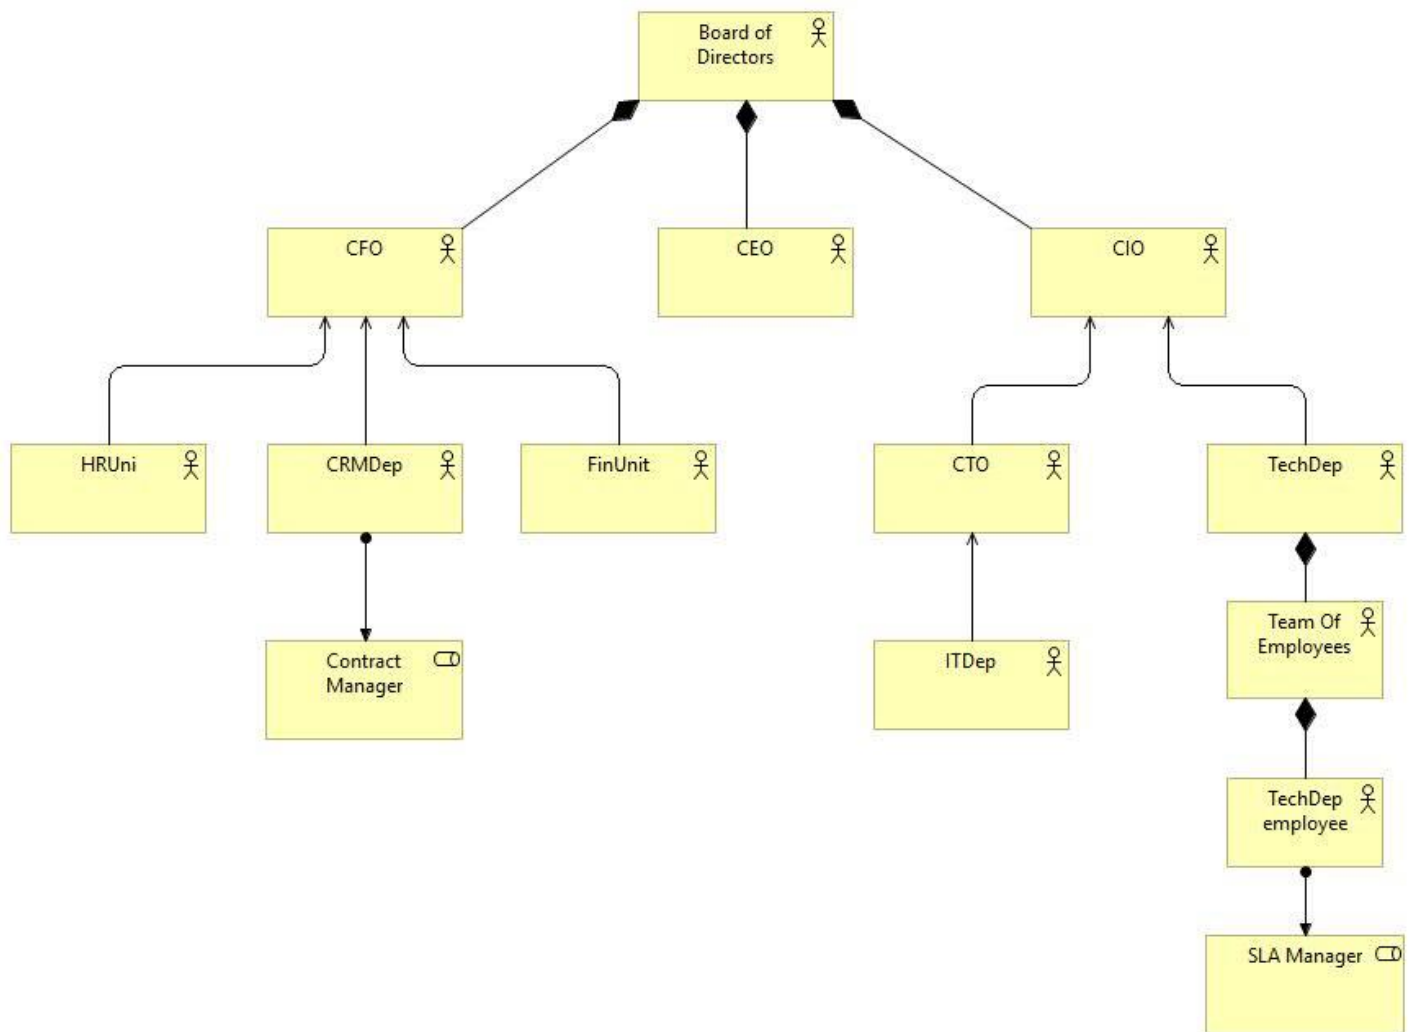 Board of
Directors
CFO
CEO
CIO
HRUni
CRMDep
FinUnit
CTO
TechDep
Contract
Manager
ITDep
Team Of
Employees
TechDep
employee
SLA Manager